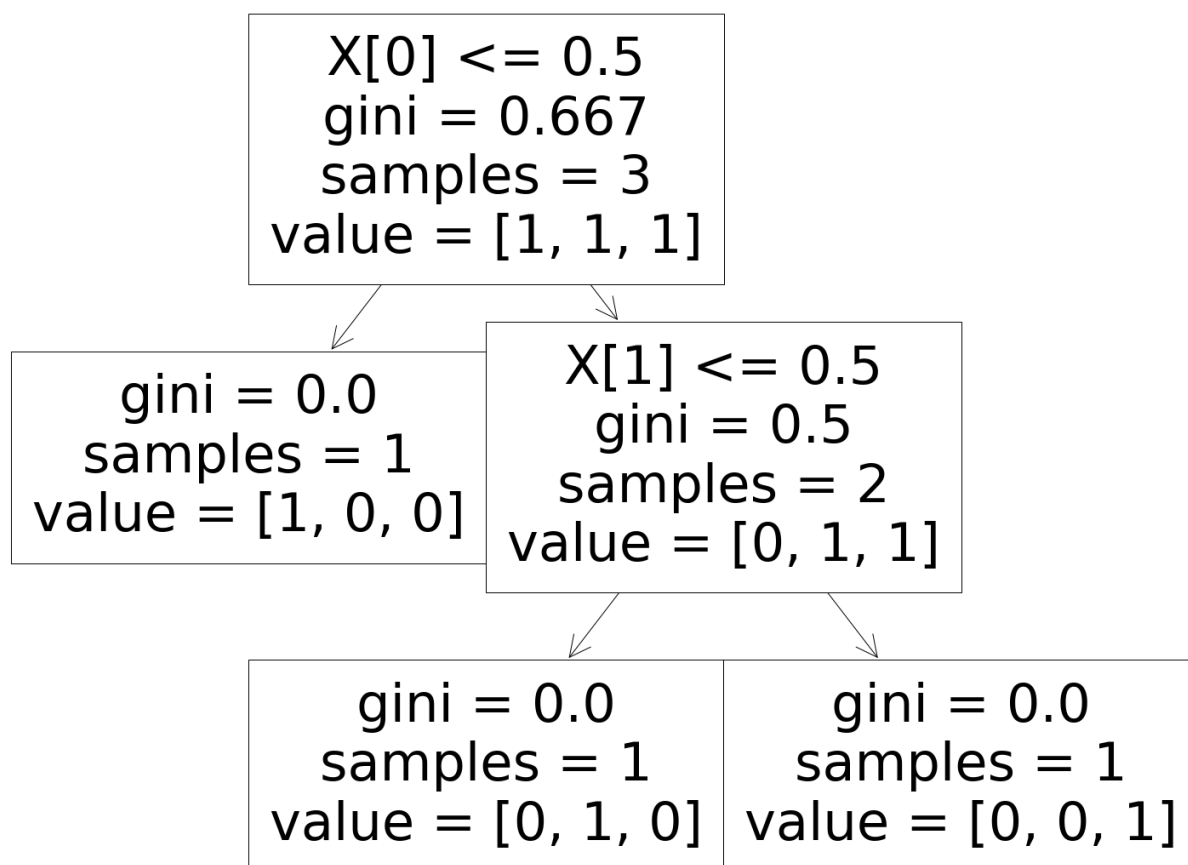 X[0] <= 0.5
gini = 0.667
samples = 3
value = [1, 1, 1]
gini = 0.0
samples = 1
value = [1, 0, 0]
X[1] <= 0.5
gini = 0.5
samples = 2
value = [0, 1, 1]
gini = 0.0
samples = 1
value = [0, 1, 0]
gini = 0.0
samples = 1
value = [0, 0, 1]